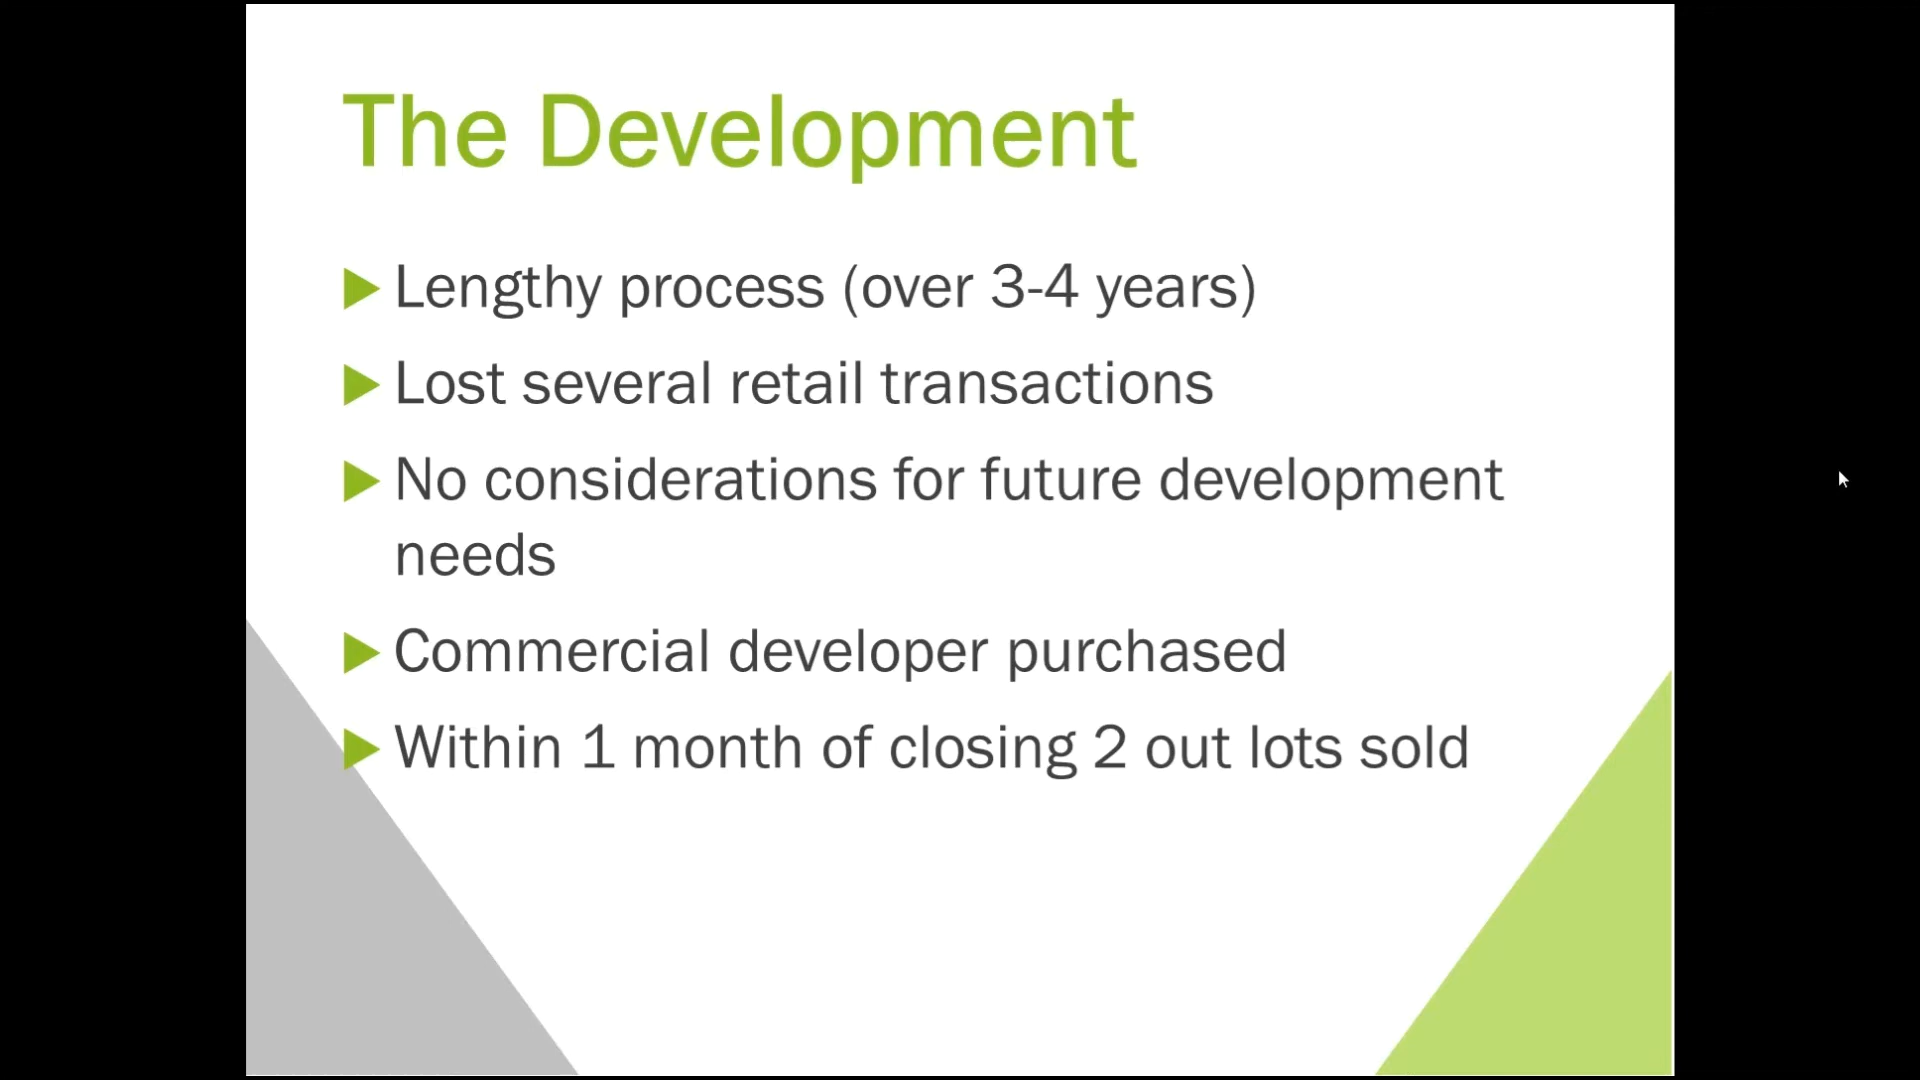 The Development
Lengthy process (over 3-4 years)
Lost several retail transactions
No considerations for future development
needs
Commercial developer purchased
Within 1 month of closing 2 out lots sold